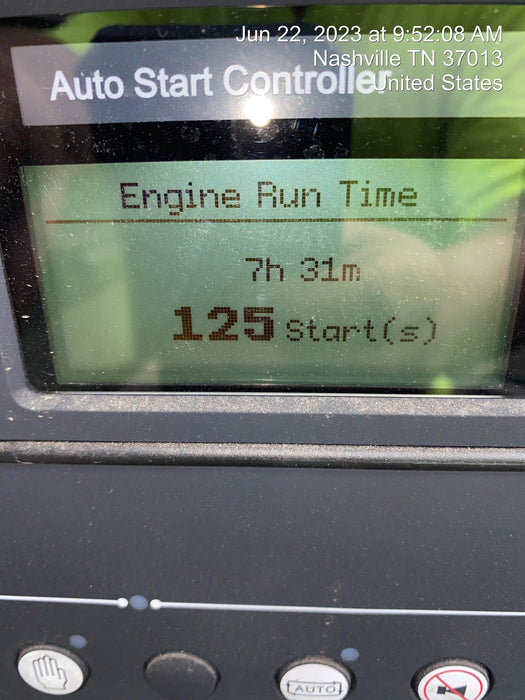 Jun 22, 2023 at 9:52:08 AM
Nashville TN 37013
United States
Auto Start Controller
Engine Run Time
7h 31m
125 Start(s)
AUTO